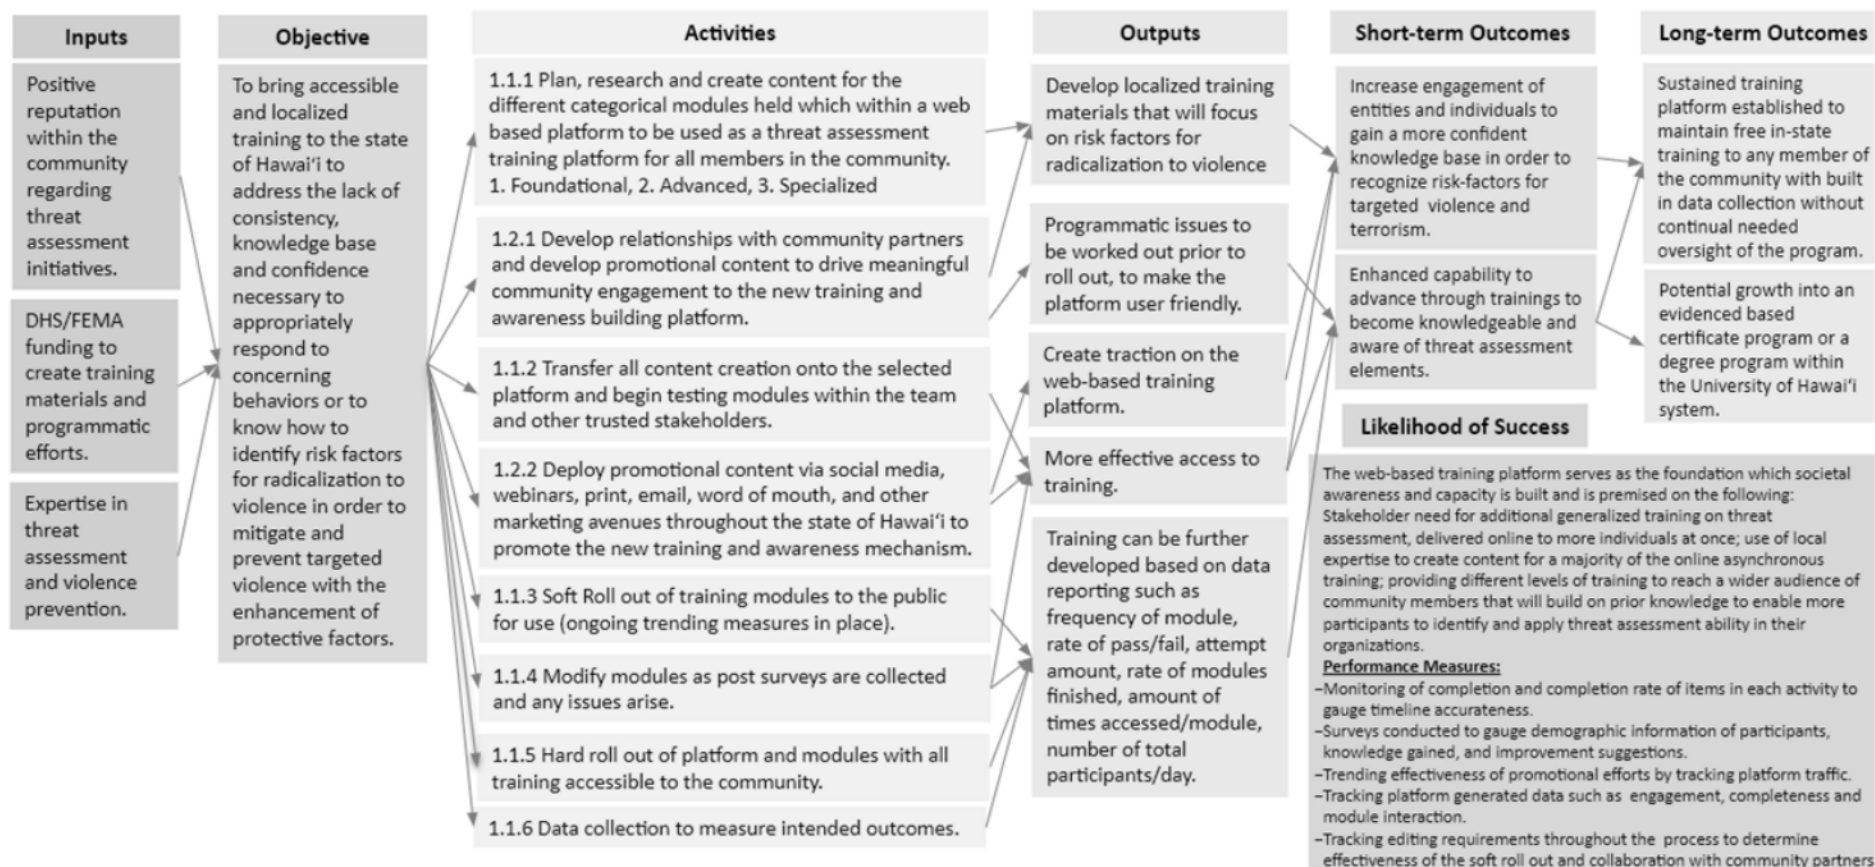 Inputs
Positive
reputation
within the
community
regarding
threat
assessment
initiatives.
DHS/FEMA
funding to
create training
materials and
programmatic
efforts.
Expertise in
threat
assessment
and violence
prevention.
Objective
To bring accessible
and localized
training to the state
of Hawai‘i to
address the lack of
consistency,
knowledge base
and confidence
necessary to
appropriately
respond to
concerning
behaviors or to
know how to
identify risk factors
for radicalization to
violence in order to
mitigate and
prevent targeted
violence with the
enhancement of
protective factors.
Activities
1.1.1 Plan, research and create content for the
different categorical modules held which within a web
based platform to be used as a threat assessment
training platform for all members in the community.
1. Foundational, 2. Advanced, 3. Specialized
1.2.1 Develop relationships with community partners
and develop promotional content to drive meaningful
community engagement to the new training and
awareness building platform.
1.1.2 Transfer all content creation onto the selected
platform and begin testing modules within the team
and other trusted stakeholders.
1.2.2 Deploy promotional content via social media,
webinars, print, email, word of mouth, and other
marketing avenues throughout the state of Hawai‘i to
promote the new training and awareness mechanism.
1.1.3 Soft Roll out of training modules to the public
for use (ongoing trending measures in place).
1.1.4 Modify modules as post surveys are collected
and any issues arise.
1.1.5 Hard roll out of platform and modules with all
training accessible to the community.
1.1.6 Data collection to measure intended outcomes.
Outputs
Develop localized training
materials that will focus
on risk factors for
radicalization to violence
Programmatic issues to
be worked out prior to
roll out, to make the
platform user friendly.
Create traction on the
web-based training
platform.
More effective access to
training.
Training can be further
developed based on data
reporting such as
frequency of module,
rate of pass/fail, attempt
amount, rate of modules
finished, amount of
times accessed/module,
number of total
participants/day.
Short-term Outcomes
Increase engagement of
entities and individuals to
gain a more confident
knowledge base in order to
recognize risk-factors for
targeted violence and
terrorism.
Enhanced capability to
advance through trainings to
become knowledgeable and
aware of threat assessment
elements.
Long-term Outcomes
Sustained training
platform established to
maintain free in-state
training to any member of
the community with built
in data collection without
continual needed
oversight of the program.
Potential growth into an
evidenced based
certificate program or a
degree program within
the University of Hawai‘i
system.
Likelihood of Success
The web-based training platform serves as the foundation which societal
awareness and capacity is built and is premised on the following:
Stakeholder need for additional generalized training on threat
assessment, delivered online to more individuals at once; use of local
expertise to create content for a majority of the online asynchronous
training; providing different levels of training to reach a wider audience of
community members that will build on prior knowledge to enable more
participants to identify and apply threat assessment ability in their
organizations.
Performance Measures:
–Monitoring of completion and completion rate of items in each activity to
gauge timeline accurateness.
–Surveys conducted to gauge demographic information of participants,
knowledge gained, and improvement suggestions.
–Trending effectiveness of promotional efforts by tracking platform traffic.
–Tracking platform generated data such as engagement, completeness and
module interaction.
–Tracking editing requirements throughout the process to determine
effectiveness of the soft roll out and collaboration with community partners